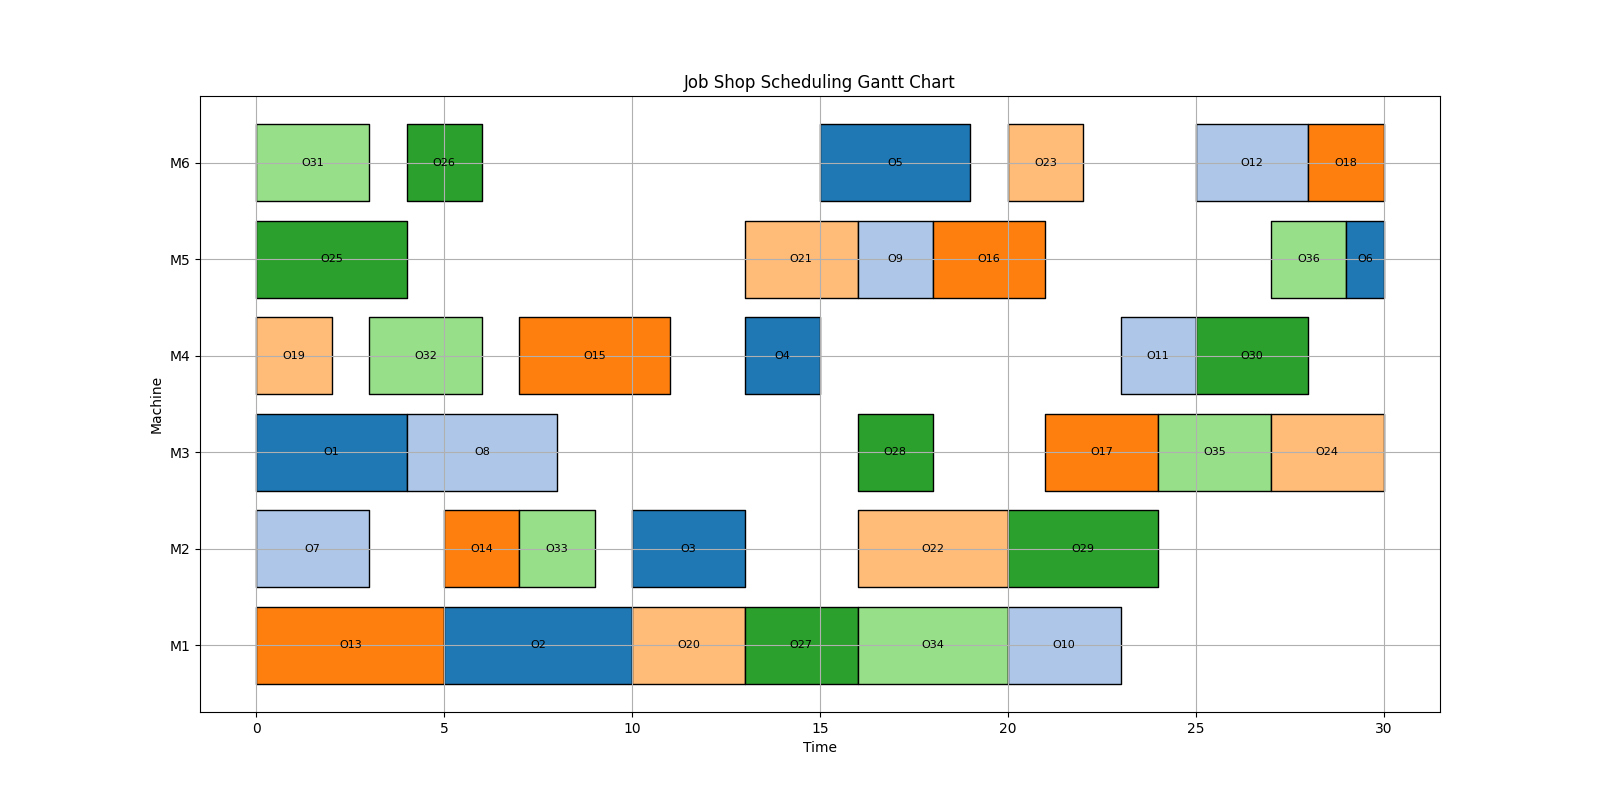 Job Shop Scheduling Gantt Chart
M6 O31 O26 O5 O23 O12 O18
M5 O25 O21 O9 O16 O36 O6
M4 O19 O32 O15 O4 O11 O30
Machine
M3 O1 O8 O28 O17 O35 O24
M2 O7 O14 O33 O3 O22 O29
M1 O13 O2 O20 O27 O34 O10
0 5 10 15 20 25 30
Time